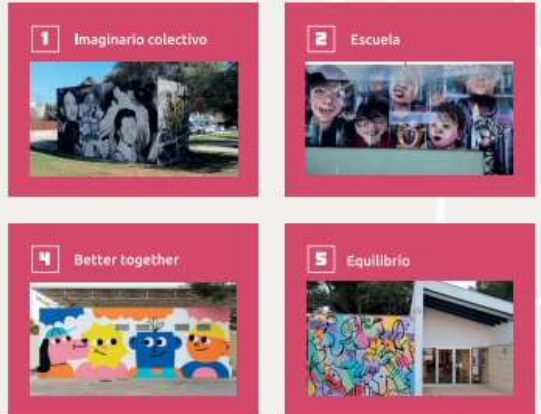 1 Imaginario colectivo
2 Escuela
4 Better together
5 Equilibrio